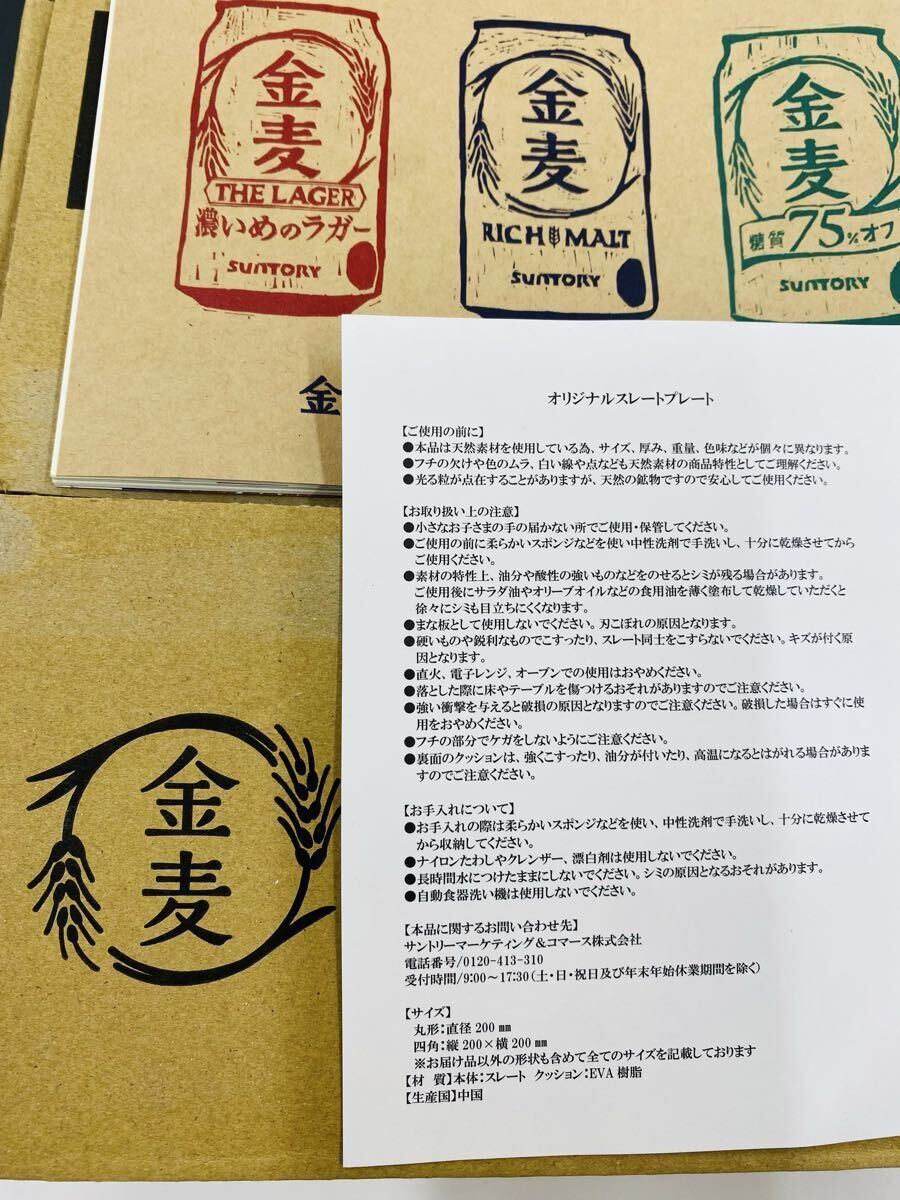 金麦
THE LAGER
濃いめのラガー
SUNTORY
金麦
RICH MALT
SUNTORY
金麦
糖質75%オフ
SUNTORY
金
オリジナルスレートプレート
【ご使用の前に】
●本品は天然素材を使用している為、サイズ、厚み、重量、色味などが個々に異なります。
●フチの欠けや色のムラ、白い線や点なども天然素材の商品特性としてご理解ください。
●光る粒が点在することがありますが、天然の鉱物ですので安心してご使用ください。
【お取り扱い上の注意】
●小さなお子さまの手の届かない所でご使用・保管してください。
●ご使用の前に柔らかいスポンジなどを使い中性洗剤で手洗いし、十分に乾燥させてから
ご使用ください。
●素材の特性上、油分や酸性の強いものなどをのせるとシミが残る場合があります。
ご使用後にサラダ油やオリーブオイルなどの食用油を薄く塗布して乾燥していただくと
徐々にシミも目立ちにくくなります。
●まな板として使用しないでください。刃こぼれの原因となります。
●硬いものや鋭利なものでこすったり、スレート同士をこすらないでください。キズが付く原
因となります。
●直火、電子レンジ、オーブンでの使用はおやめください。
●落とした際に床やテーブルを傷つけるおそれがありますのでご注意ください。
●強い衝撃を与えると破損の原因となりますのでご注意ください。破損した場合はすぐに使
用をおやめください。
●フチの部分でケガをしないようにご注意ください。
●裏面のクッションは、強くこすったり、油分が付いたり、高温になるとはがれる場合がありま
すのでご注意ください。
【お手入れについて】
●お手入れの際は柔らかいスポンジなどを使い、中性洗剤で手洗いし、十分に乾燥させて
から収納してください。
●ナイロンたわしやクレンザー、漂白剤は使用しないでください。
●長時間水につけたままにしないでください。シミの原因となるおそれがあります。
●自動食器洗い機は使用しないでください。
【本品に関するお問い合わせ先】
サントリーマーケティング&コマース株式会社
電話番号/0120-413-310
受付時間/9:00～17:30(土・日・祝日及び年末年始休業期間を除く)
【サイズ】
丸形：直径200㎜
四角：縦200×横200㎜
※お届け品以外の形状も含めて全てのサイズを記載しております
【材 質】本体：スレート クッション：EVA樹脂
【生産国】中国
金麦